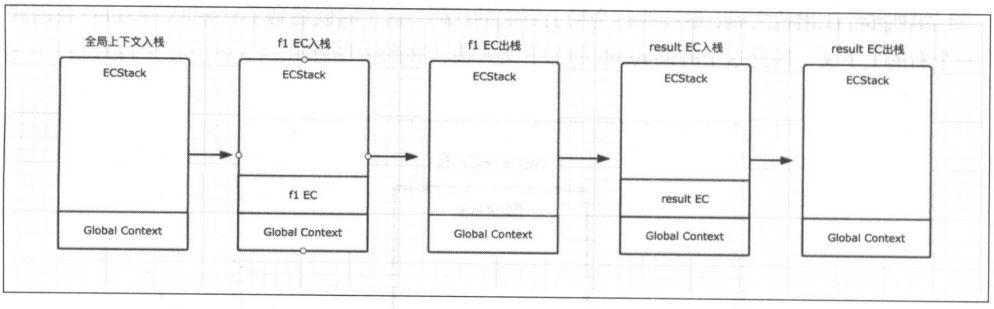 全局上下文入栈
ECStack
Global Context
f1 EC入栈
ECStack
f1 EC
Global Context
f1 EC出栈
ECStack
Global Context
result EC入栈
ECStack
result EC
Global Context
result EC出栈
ECStack
Global Context